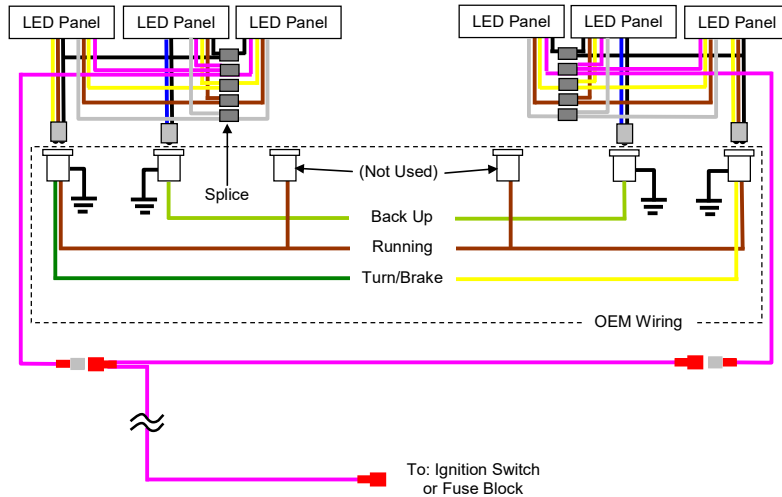 LED Panel
LED Panel
LED Panel
LED Panel
LED Panel
LED Panel
Splice
(Not Used)
Back Up
Running
Turn/Brake
OEM Wiring
To: Ignition Switch
or Fuse Block